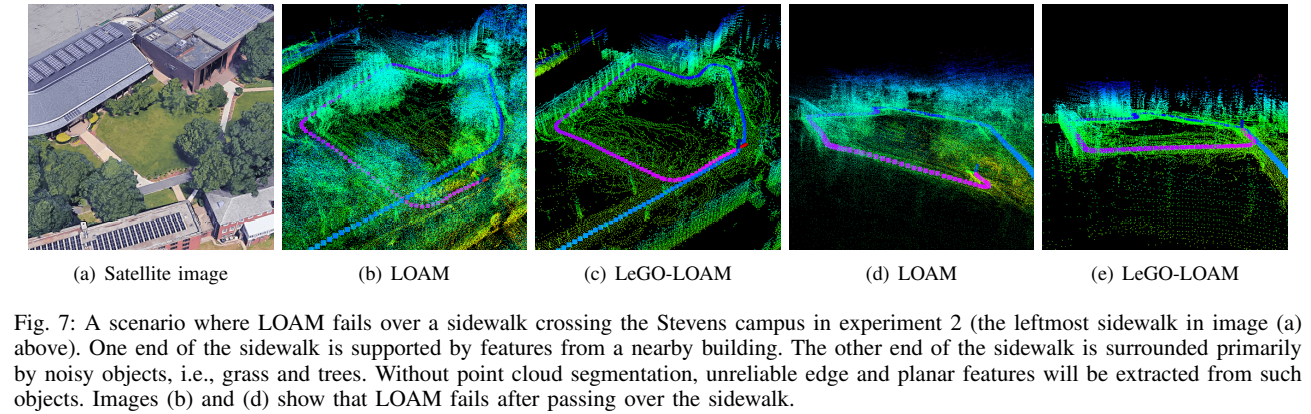 (a) Satellite image
(b) LOAM
(c) LeGO-LOAM
(d) LOAM
(e) LeGO-LOAM
Fig. 7: A scenario where LOAM fails over a sidewalk crossing the Stevens campus in experiment 2 (the leftmost sidewalk in image (a)
above). One end of the sidewalk is supported by features from a nearby building. The other end of the sidewalk is surrounded primarily
by noisy objects, i.e., grass and trees. Without point cloud segmentation, unreliable edge and planar features will be extracted from such
objects. Images (b) and (d) show that LOAM fails after passing over the sidewalk.